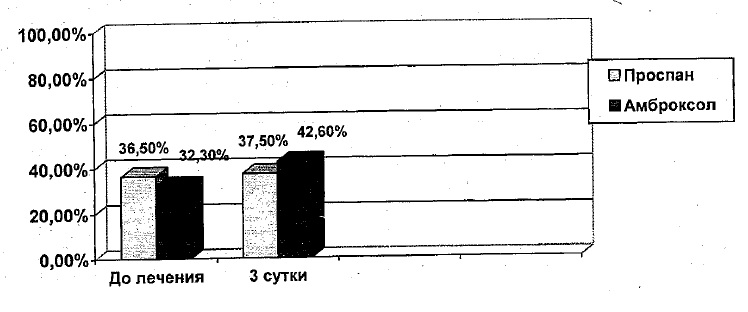 100,00%
80,00%
60,00%
40,00%
20,00%
0,00%
36,50%
32,30%
37,50%
42,60%
До лечения
3 сутки
Проспан
Амброксол